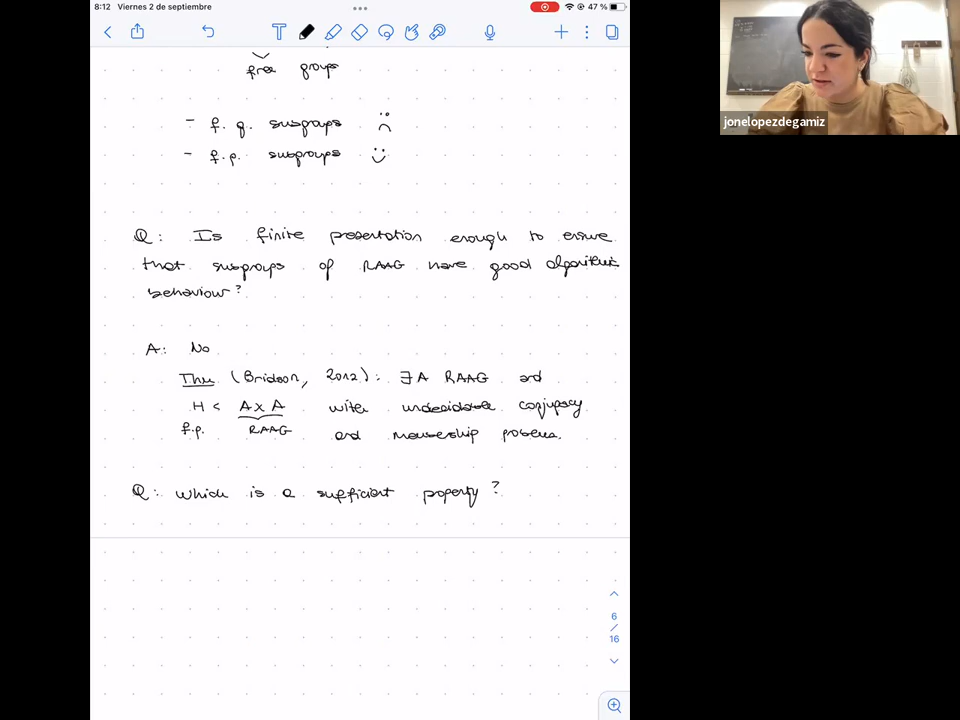 8:12 Viernes 2 de septiembre
47 %
free groups
- f. g. subgroups
- f.p. subgroups
Q: Is finite presentation enough to ensure
that subgroups of RAAG have good algorithmic
behaviour?
A: No
Thm (Bridson, 2012): ∃ A RAAG and
H < A x A with undecidable conjugacy
f.p. RAAG and membership problem.
Q: which is a sufficient property?
6
/
16
jonelopezdegamiz